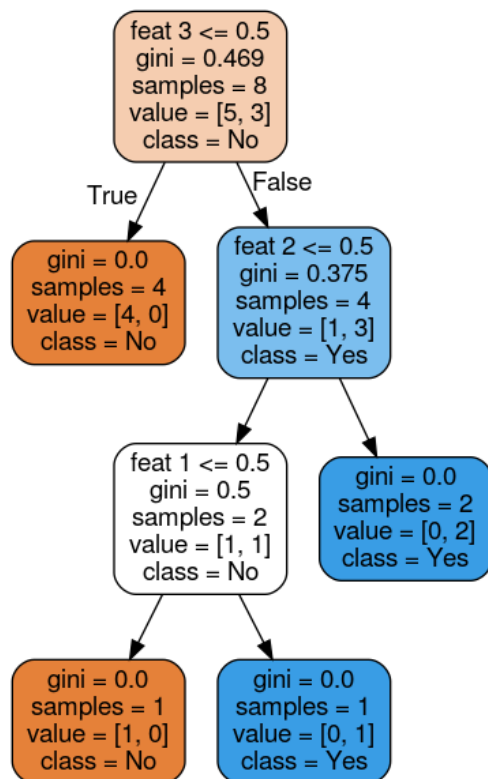 feat 3 <= 0.5
gini = 0.469
samples = 8
value = [5, 3]
class = No
True
False
gini = 0.0
samples = 4
value = [4, 0]
class = No
feat 2 <= 0.5
gini = 0.375
samples = 4
value = [1, 3]
class = Yes
feat 1 <= 0.5
gini = 0.5
samples = 2
value = [1, 1]
class = No
gini = 0.0
samples = 2
value = [0, 2]
class = Yes
gini = 0.0
samples = 1
value = [1, 0]
class = No
gini = 0.0
samples = 1
value = [0, 1]
class = Yes